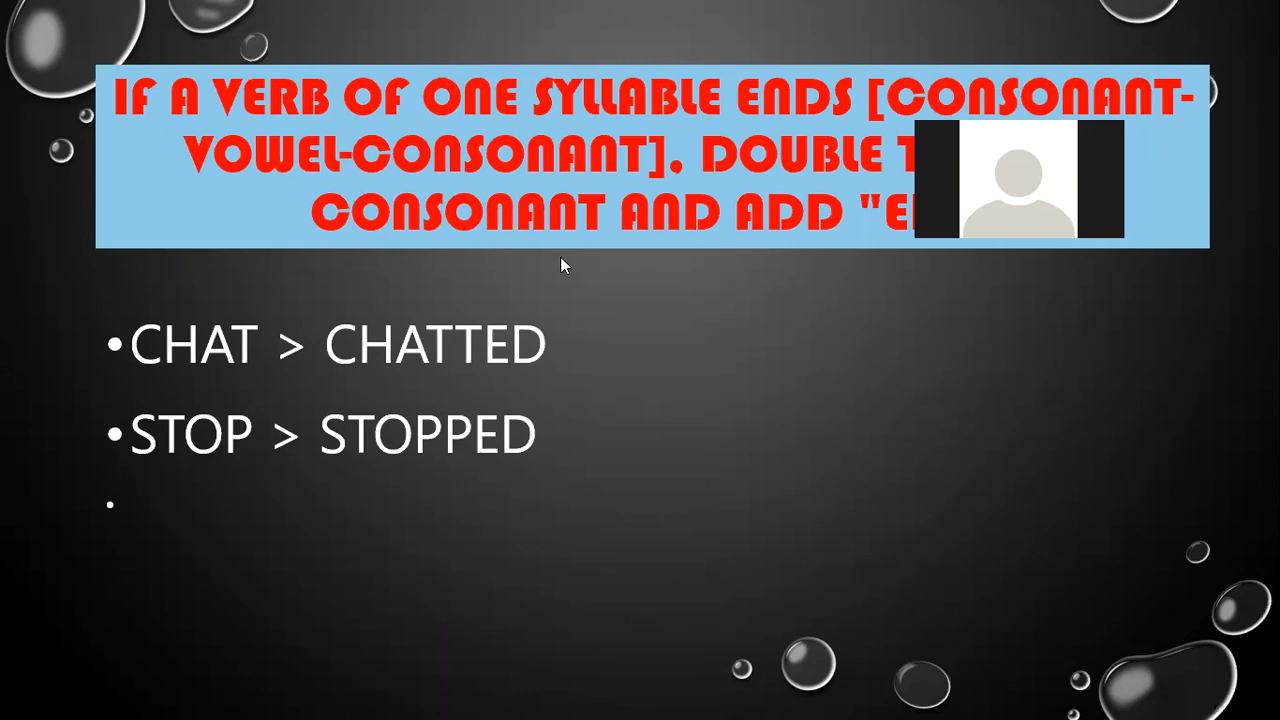 IF A VERB OF ONE SYLLABLE ENDS [CONSONANT-
VOWEL-CONSONANT], DOUBLE
CONSONANT AND ADD
•CHAT > CHATTED
•STOP > STOPPED
•